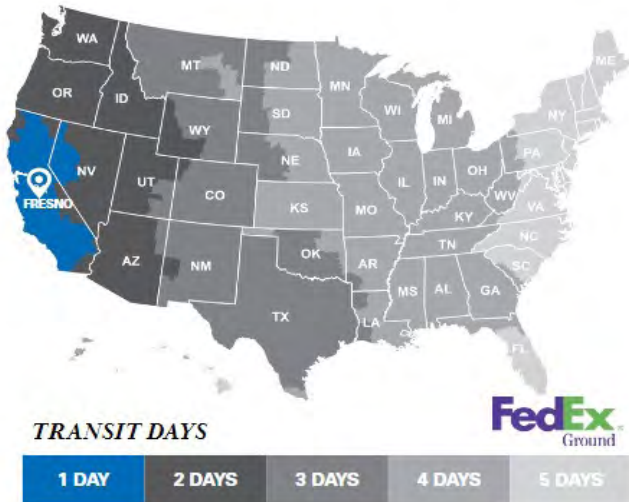 WA
MT
ND
MN
ME
OR
ID
SD
WI
MI
NY
WY
NV
NE
IA
PA
FRESNO
UT
CO
IL
IN
OH
WV
VA
KS
MO
KY
AZ
NM
OK
AR
TN
NC
SC
TX
LA
MS
AL
GA
FL
TRANSIT DAYS
FedEx
Ground
1 DAY
2 DAYS
3 DAYS
4 DAYS
5 DAYS